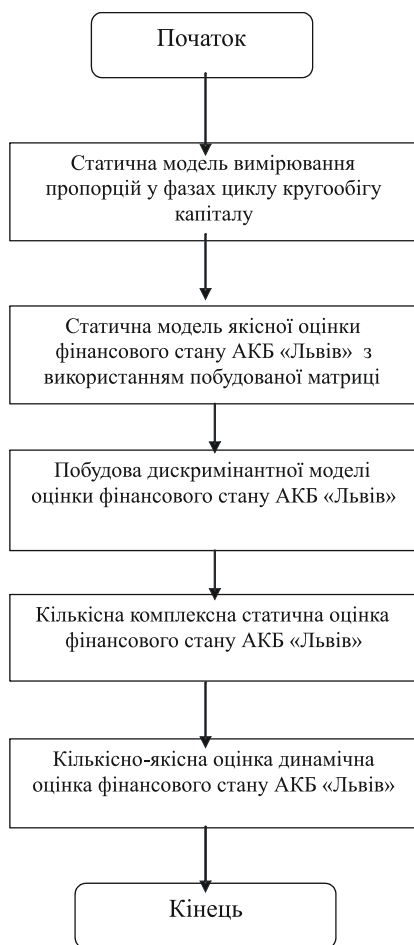 Початок
Статична модель вимірювання
пропорцій у фазах циклу кругообігу
капіталу
Статична модель якісної оцінки
фінансового стану АКБ «Львів» з
використанням побудованої матриці
Побудова дискримінантної моделі
оцінки фінансового стану АКБ «Львів»
Кількісна комплексна статична оцінка
фінансового стану АКБ «Львів»
Кількісно-якісна оцінка динамічна
оцінка фінансового стану АКБ «Львів»
Кінець